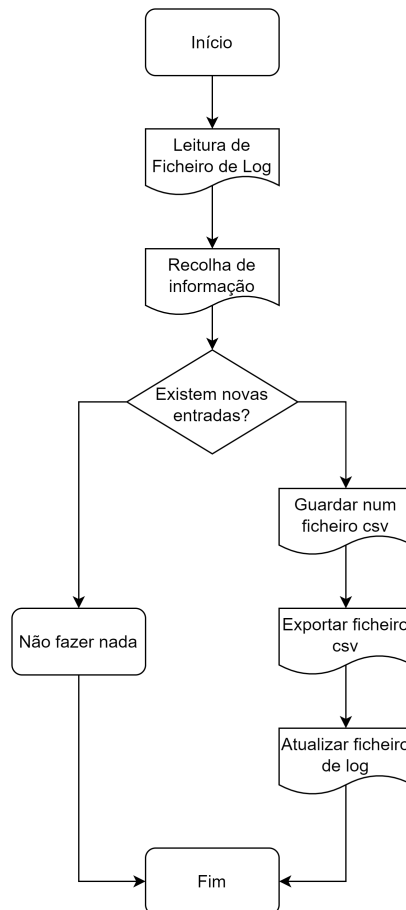 Início
Leitura de
Ficheiro de Log
Recolha de
informação
Existem novas
entradas?
Guardar num
ficheiro csv
Não fazer nada
Exportar ficheiro
csv
Atualizar ficheiro
de log
Fim